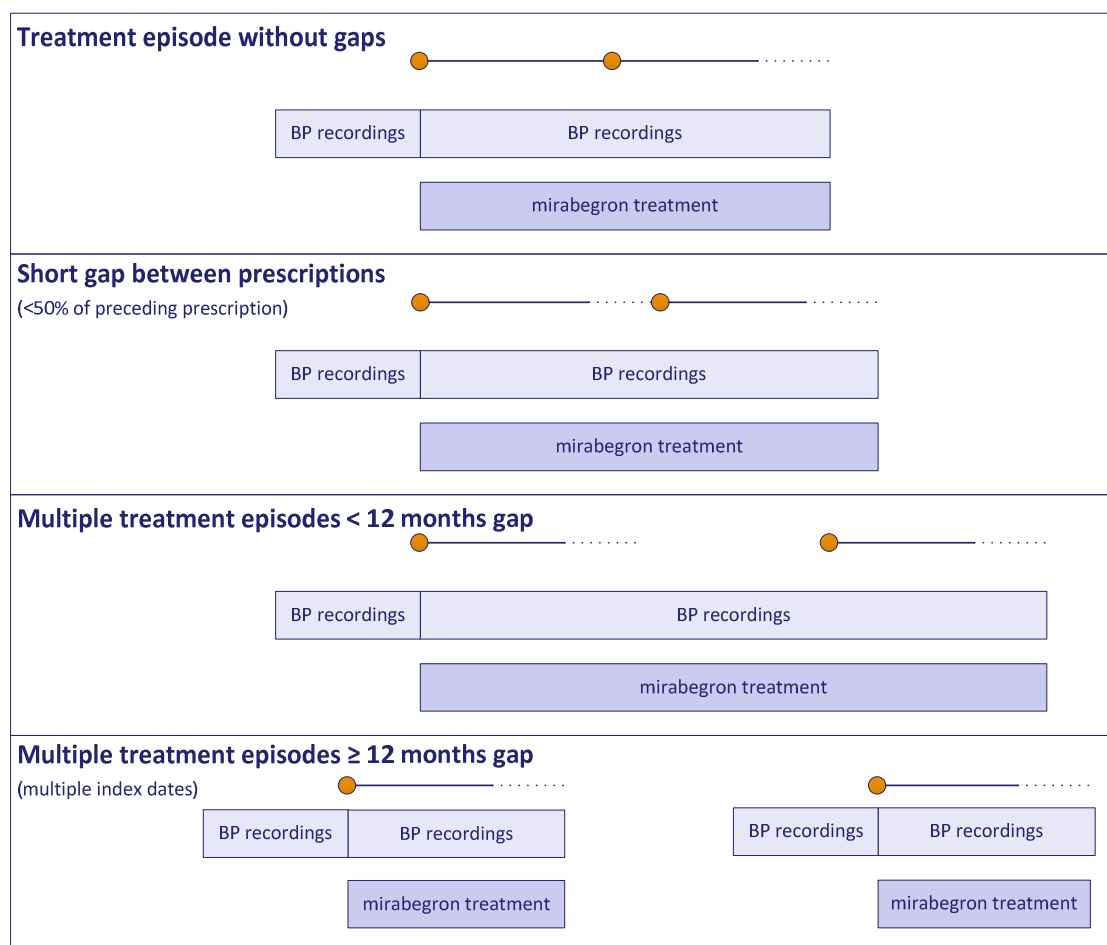 Treatment episode without gaps
BP recordings
BP recordings
mirabegron treatment
Short gap between prescriptions
(<50% of preceding prescription)
BP recordings
BP recordings
mirabegron treatment
Multiple treatment episodes < 12 months gap
BP recordings
BP recordings
mirabegron treatment
Multiple treatment episodes ≥ 12 months gap
(multiple index dates)
BP recordings
BP recordings
BP recordings
BP recordings
mirabegron treatment
mirabegron treatment